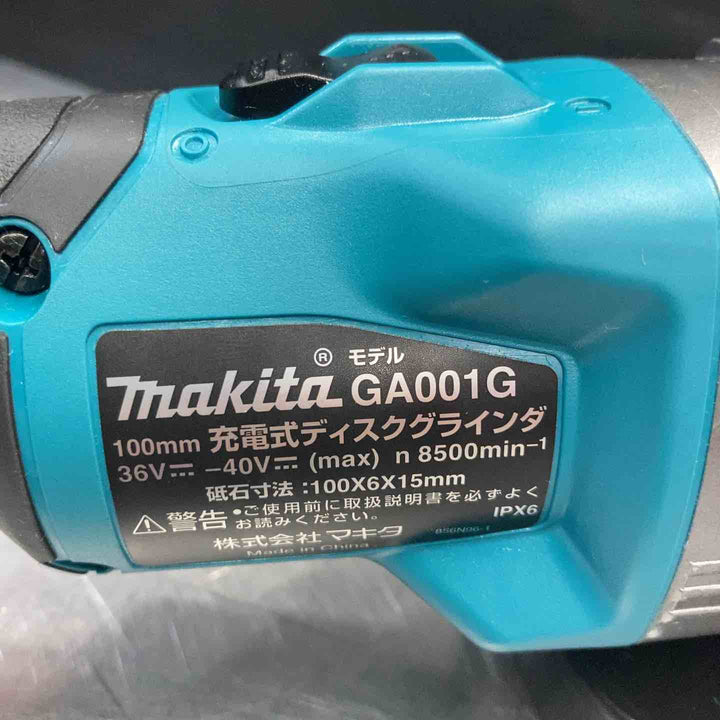 ® モデル
makita GA001G
100mm 充電式ディスクグラインダ
36V⎓ −40V⎓ (max) n 8500min⁻¹
砥石寸法:100X6X15mm
⚠警告 •ご使用前に取扱説明書を必ずよくお読みください。
IPX6
株式会社 マキタ
856N96-1
Made in China